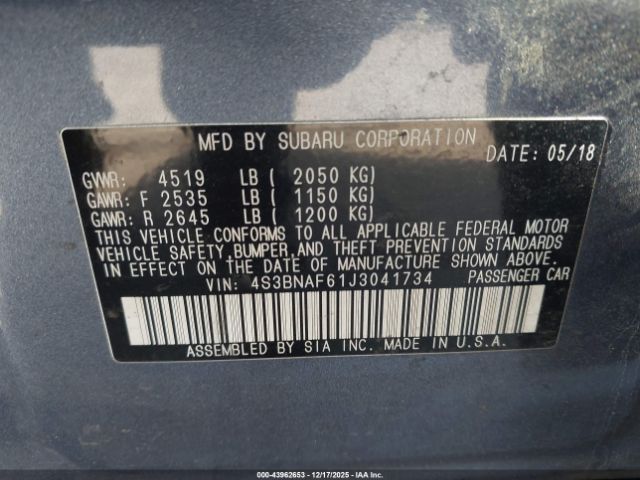 MFD BY SUBARU CORPORATION
DATE: 05/18
GVWR: 4519 LB ( 2050 KG)
GAWR: F 2535 LB ( 1150 KG)
GAWR: R 2645 LB ( 1200 KG)
THIS VEHICLE CONFORMS TO ALL APPLICABLE FEDERAL MOTOR
VEHICLE SAFETY,BUMPER,AND THEFT PREVENTION STANDARDS
IN EFFECT ON THE DATE OF MANUFACTURE SHOWN ABOVE.
VIN: 4S3BNAF61J3041734 PASSENGER CAR
ASSEMBLED BY SIA INC. MADE IN U.S.A.
000-43962653 - 12/17/2025 - IAAI.COM